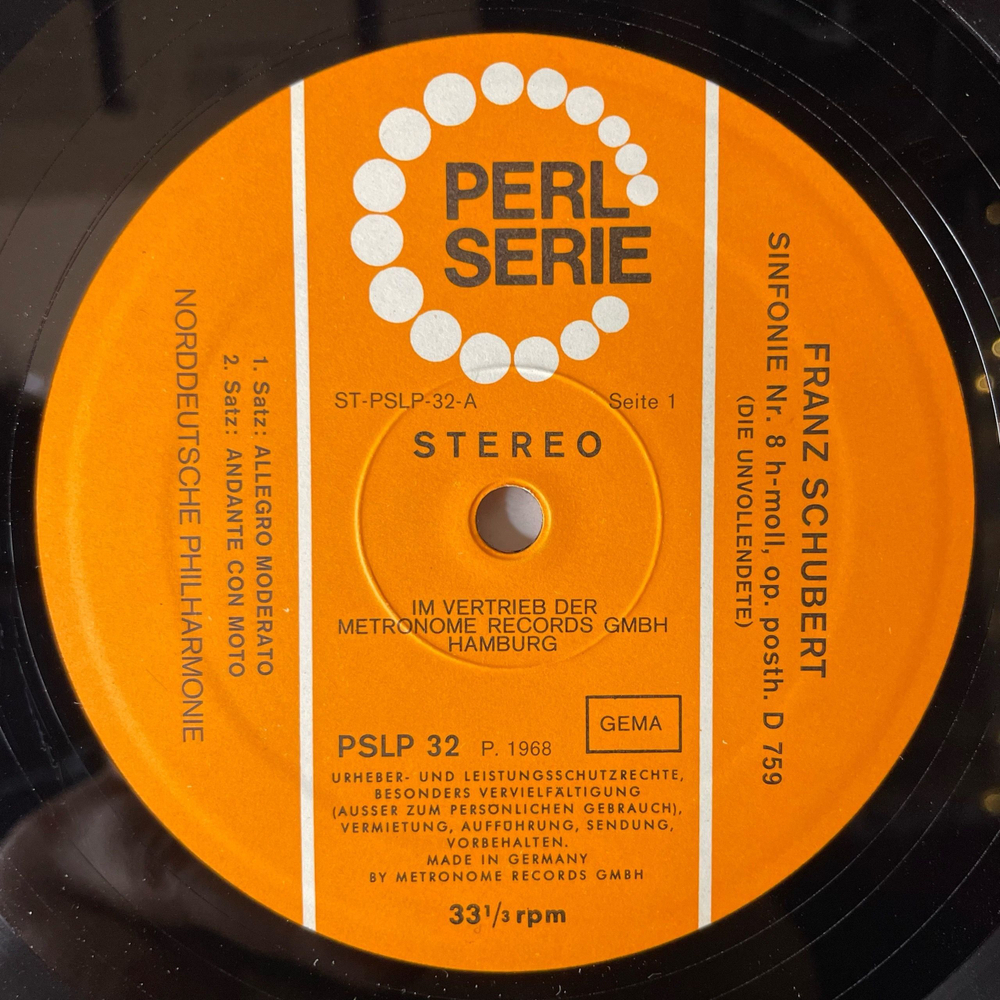 PERL
SERIE
ST-PSLP-32-A
Seite 1
STEREO
IM VERTRIEB DER
METRONOME RECORDS GMBH
HAMBURG
GEMA
PSLP 32 P. 1968
URHEBER- UND LEISTUNGSSCHUTZRECHTE,
BESONDERS VERVIELFÄLTIGUNG
(AUSSER ZUM PERSÖNLICHEN GEBRAUCH),
VERMIETUNG, AUFFÜHRUNG, SENDUNG,
VORBEHALTEN.
MADE IN GERMANY
BY METRONOME RECORDS GMBH
33 1/3 rpm
FRANZ SCHUBERT
SINFONIE Nr. 8 h-moll, op. posth. D 759
(DIE UNVOLLENDETE)
1. Satz: ALLEGRO MODERATO
2. Satz: ANDANTE CON MOTO
NORDDEUTSCHE PHILHARMONIE